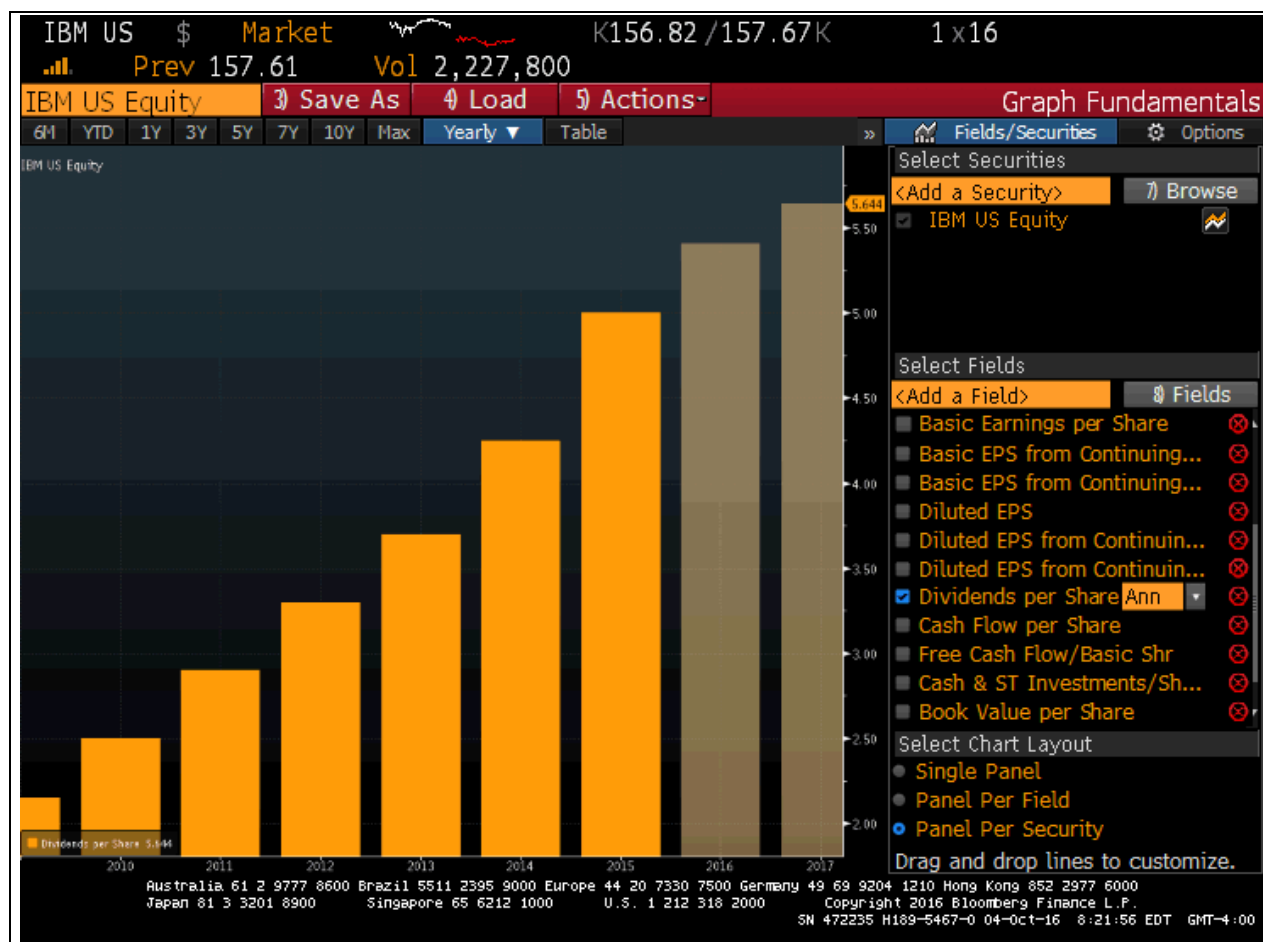 IBM US $ Market K156.82/157.67K 1x16
Prev 157.61 Vol 2,227,800
IBM US Equity 3) Save As 4) Load 5) Actions Graph Fundamentals
6M YTD 1Y 3Y 5Y 7Y 10Y Max Yearly ▼ Table » Fields/Securities Options
IBM US Equity
Select Securities
<Add a Security> 7) Browse
IBM US Equity
5.644
5.50
5.00
4.50
4.00
3.50
3.00
2.50
2.00
Select Fields
<Add a Field> 8) Fields
Basic Earnings per Share
Basic EPS from Continuing...
Basic EPS from Continuing...
Diluted EPS
Diluted EPS from Continuin...
Diluted EPS from Continuin...
Dividends per Share Ann
Cash Flow per Share
Free Cash Flow/Basic Shr
Cash & ST Investments/Sh...
Book Value per Share
Select Chart Layout
Single Panel
Panel Per Field
Panel Per Security
Drag and drop lines to customize.
Dividends per Share 5.644
2010 2011 2012 2013 2014 2015 2016 2017
Australia 61 2 9777 8600 Brazil 5511 2395 9000 Europe 44 20 7330 7500 Germany 49 69 9204 1210 Hong Kong 852 2977 6000
Japan 81 3 3201 8900 Singapore 65 6212 1000 U.S. 1 212 318 2000 Copyright 2016 Bloomberg Finance L.P.
SN 472235 H189-5467-0 04-Oct-16 8:21:56 EDT GMT-4:00